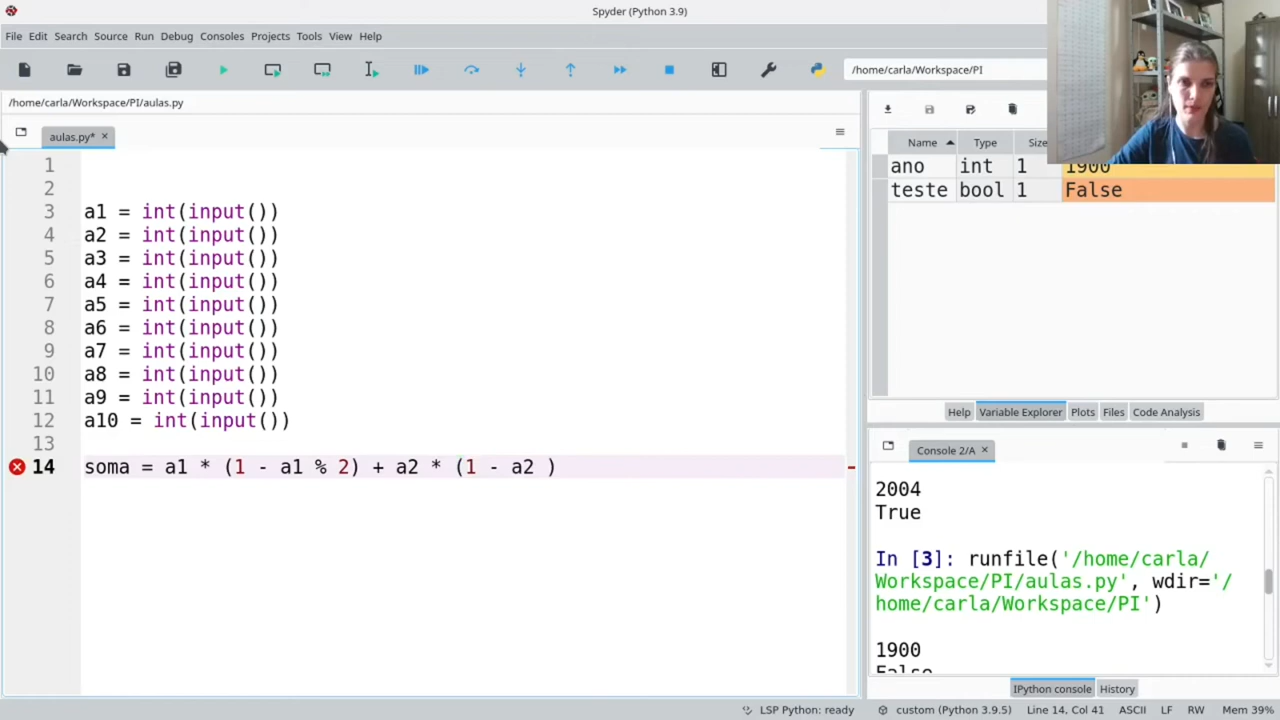 Spyder (Python 3.9)
File Edit Search Source Run Debug Consoles Projects Tools View Help
/home/carla/Workspace/PI
/home/carla/Workspace/PI/aulas.py
aulas.py*
1
2
3 a1 = int(input())
4 a2 = int(input())
5 a3 = int(input())
6 a4 = int(input())
7 a5 = int(input())
8 a6 = int(input())
9 a7 = int(input())
10 a8 = int(input())
11 a9 = int(input())
12 a10 = int(input())
13
14 soma = a1 * (1 - a1 % 2) + a2 * (1 - a2 )
Name Type Size
ano int 1 1900
teste bool 1 False
Help Variable Explorer Plots Files Code Analysis
Console 2/A
2004
True
In [3]: runfile('/home/carla/
Workspace/PI/aulas.py', wdir='/
home/carla/Workspace/PI')
1900
False
IPython console History
LSP Python: ready custom (Python 3.9.5) Line 14, Col 41 ASCII LF RW Mem 39%